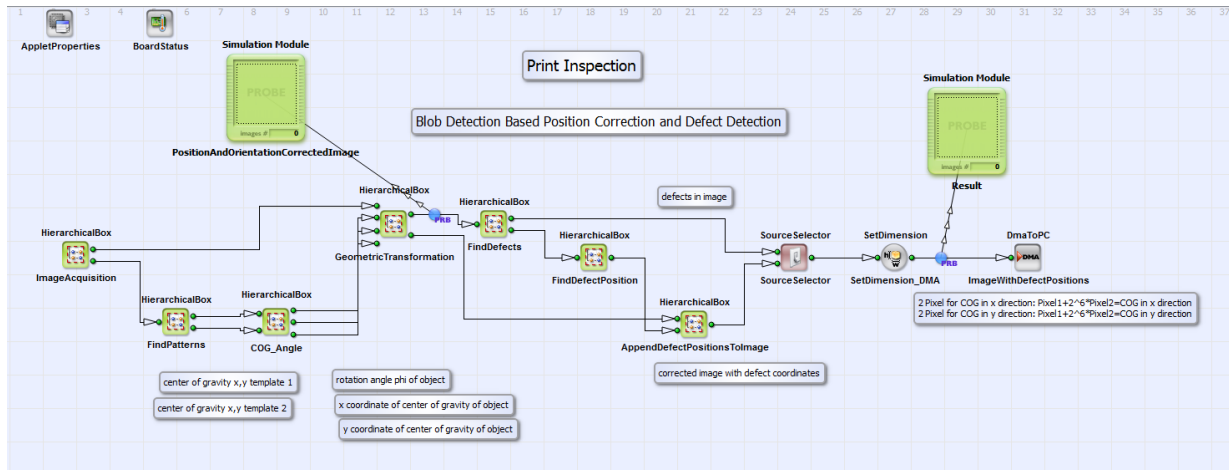 1 2 3 4 5 6 7 8 9 10 11 12 13 14 15 16 17 18 19 20 21 22 23 24 25 26 27 28 29 30 31 32 33 34 35 36 37
AppletProperties
BoardStatus
Simulation Module
PROBE
images # 0
PositionAndOrientationCorrectedImage
Print Inspection
Blob Detection Based Position Correction and Defect Detection
Simulation Module
PROBE
images # 0
Result
HierarchicalBox
ImageAcquisition
HierarchicalBox
FindPatterns
HierarchicalBox
COG_Angle
HierarchicalBox
GeometricTransformation
PRB
HierarchicalBox
FindDefects
HierarchicalBox
FindDefectPosition
defects in image
HierarchicalBox
AppendDefectPositionsToImage
SourceSelector
SourceSelector
SetDimension
SetDimension_DMA
PRB
DmaToPC
DMA
ImageWithDefectPositions
2 Pixel for COG in x direction: Pixel1+2^6*Pixel2=COG in x direction
2 Pixel for COG in y direction: Pixel1+2^6*Pixel2=COG in y direction
center of gravity x,y template 1
center of gravity x,y template 2
rotation angle phi of object
x coordinate of center of gravity of object
y coordinate of center of gravity of object
corrected image with defect coordinates